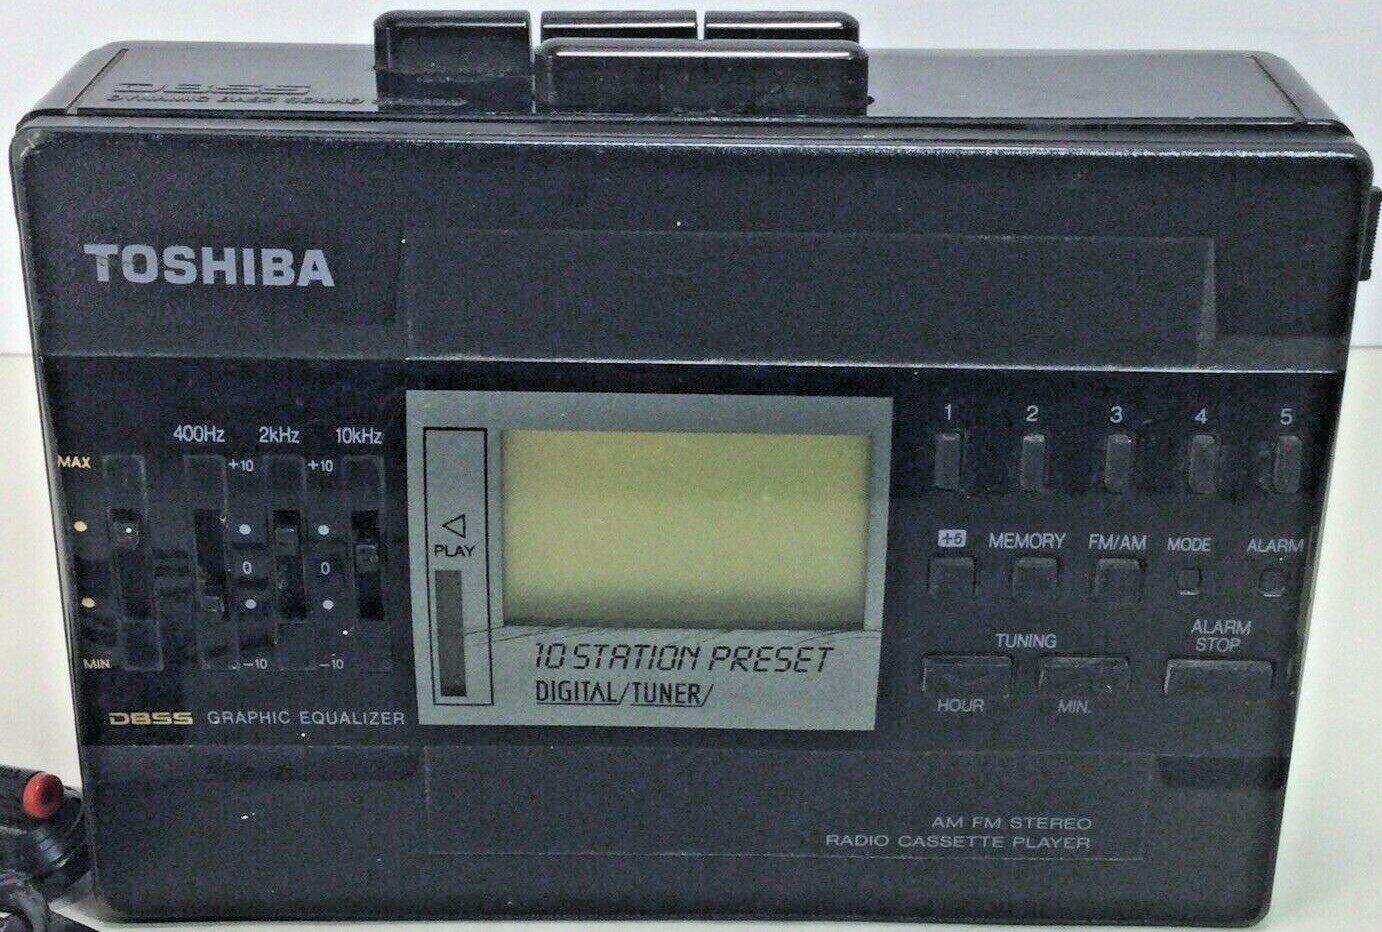 DBSS
DYNAMIC BASS SOUND
TOSHIBA
400Hz 2kHz 10kHz
MAX +10 +10
0 0
MIN -10 -10
DBSS GRAPHIC EQUALIZER
PLAY
10 STATION PRESET
DIGITAL/TUNER/
1 2 3 4 5
+5 MEMORY FM/AM MODE ALARM
TUNING
ALARM
STOP
HOUR MIN.
AM FM STEREO
RADIO CASSETTE PLAYER